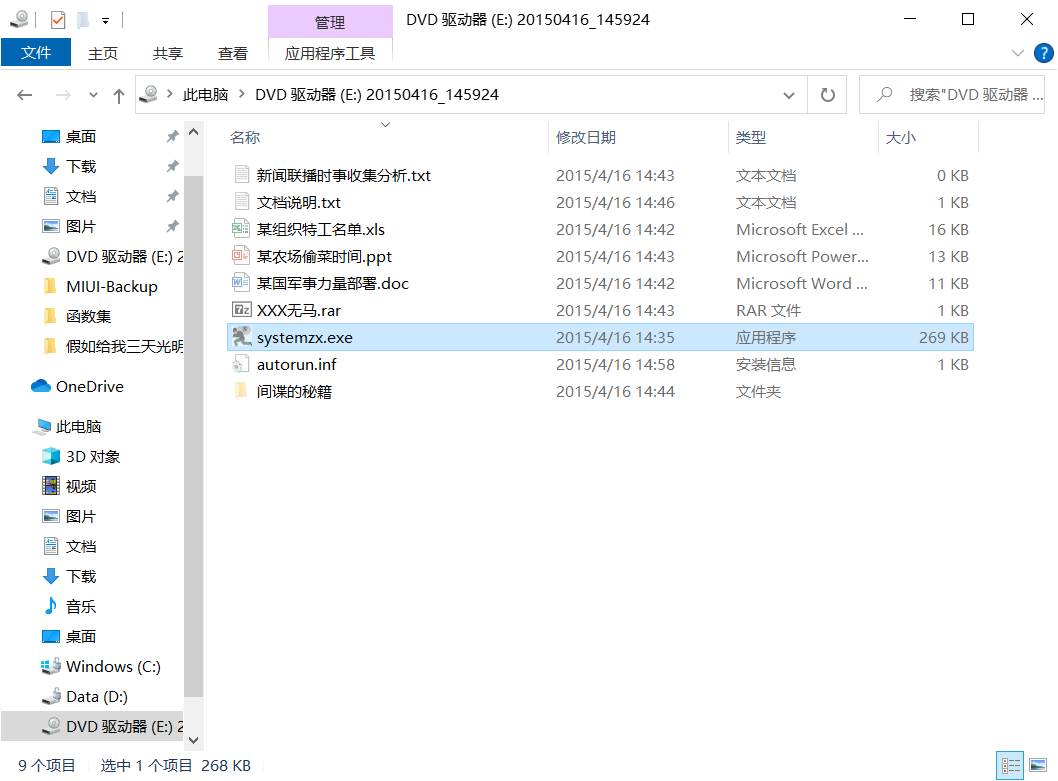 管理
DVD 驱动器 (E:) 20150416_145924
文件 主页 共享 查看 应用程序工具
此电脑 DVD 驱动器 (E:) 20150416_145924
搜索"DVD 驱动器 ...
名称 修改日期 类型 大小
新闻联播时事收集分析.txt 2015/4/16 14:43 文本文档 0 KB
文档说明.txt 2015/4/16 14:46 文本文档 1 KB
某组织特工名单.xls 2015/4/16 14:42 Microsoft Excel ... 16 KB
某农场偷菜时间.ppt 2015/4/16 14:43 Microsoft Power... 13 KB
某国军事力量部署.doc 2015/4/16 14:42 Microsoft Word ... 11 KB
XXX无马.rar 2015/4/16 14:43 RAR 文件 1 KB
systemzx.exe 2015/4/16 14:35 应用程序 269 KB
autorun.inf 2015/4/16 14:58 安装信息 1 KB
间谍的秘籍 2015/4/16 14:44 文件夹
桌面
下载
文档
图片
DVD 驱动器 (E:) 2
MIUI-Backup
函数集
假如给我三天光明
OneDrive
此电脑
3D 对象
视频
图片
文档
下载
音乐
桌面
Windows (C:)
Data (D:)
DVD 驱动器 (E:) 2
9 个项目 选中 1 个项目 268 KB